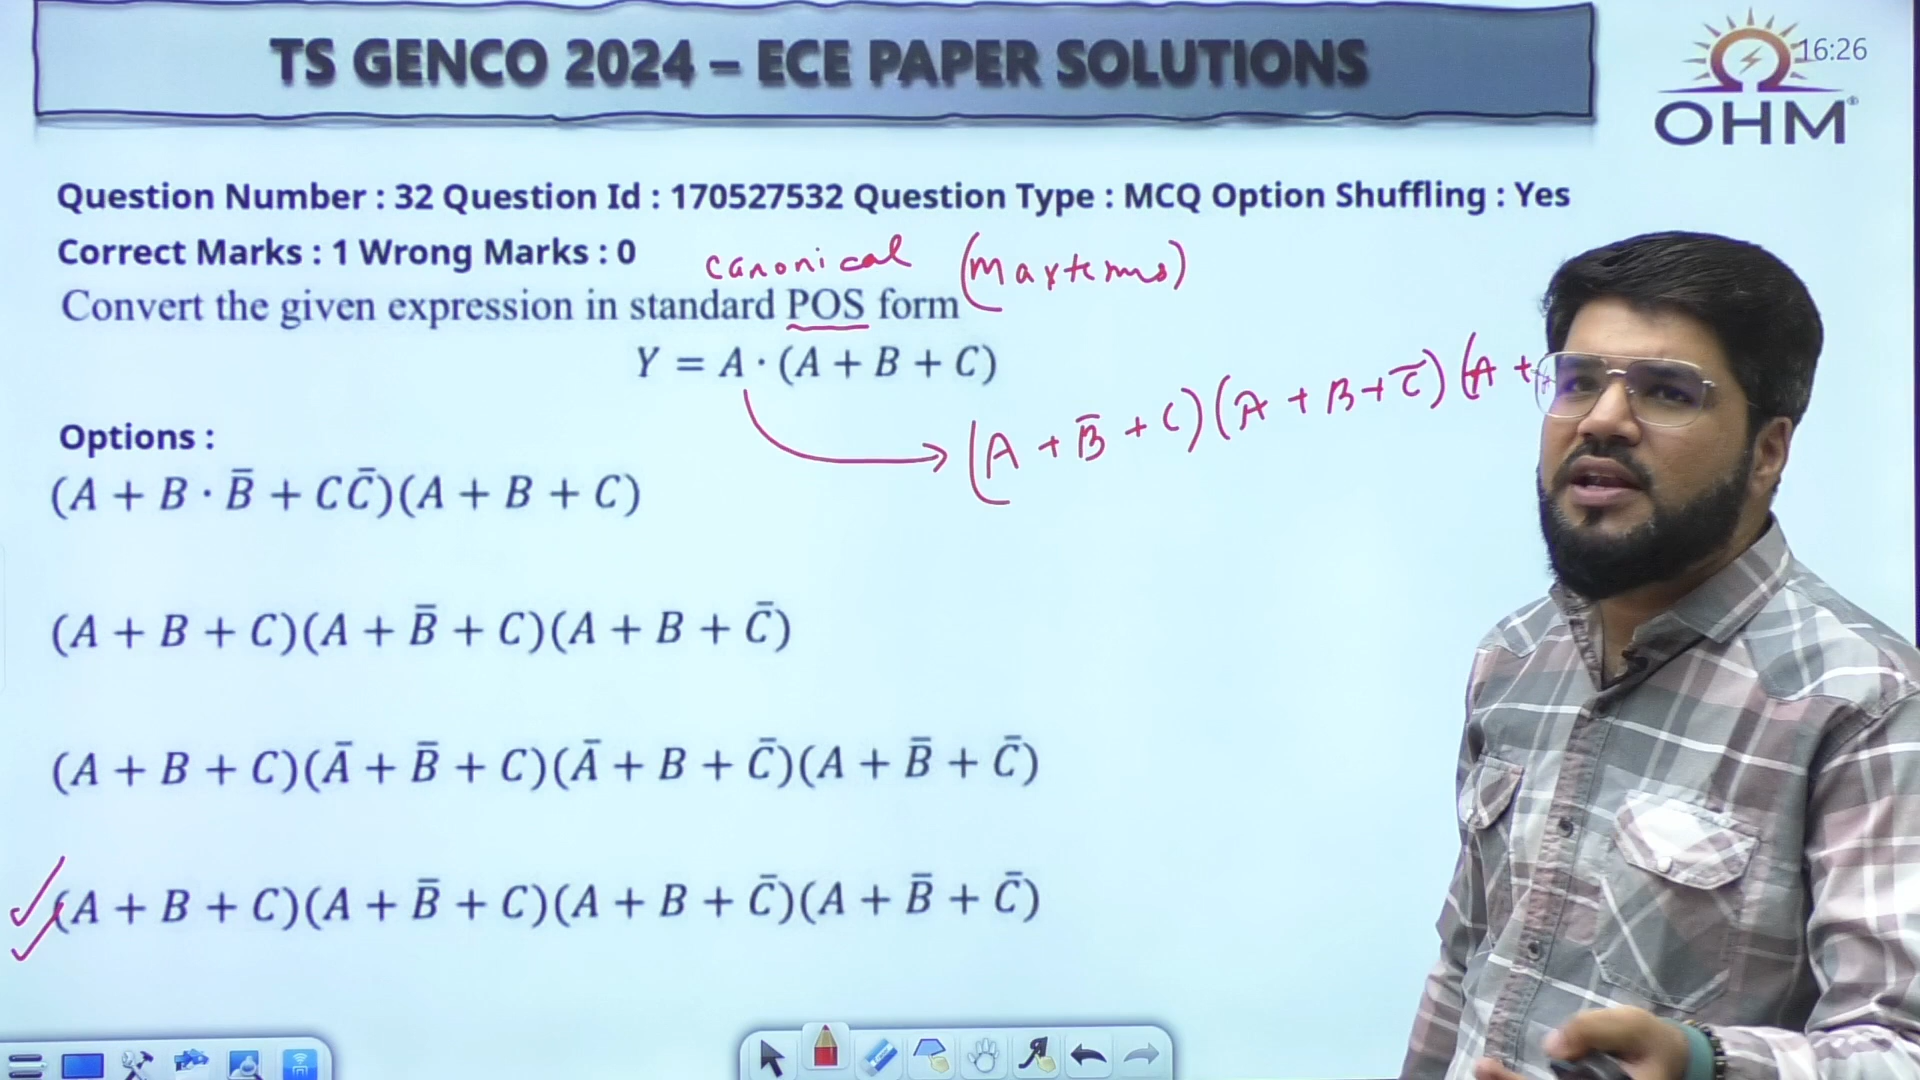 TS GENCO 2024 – ECE PAPER SOLUTIONS
16:26
OHM®
Question Number : 32 Question Id : 170527532 Question Type : MCQ Option Shuffling : Yes
Correct Marks : 1 Wrong Marks : 0
canonical (maxterms)
Convert the given expression in standard POS form
Y = A · (A + B + C)
(A + B̅ + C)(A + B + C̅)(A +
Options :
(A + B · B̅ + CC̅)(A + B + C)
(A + B + C)(A + B̅ + C)(A + B + C̅)
(A + B + C)(A̅ + B̅ + C)(A̅ + B + C̅)(A + B̅ + C̅)
(A + B + C)(A + B̅ + C)(A + B + C̅)(A + B̅ + C̅)